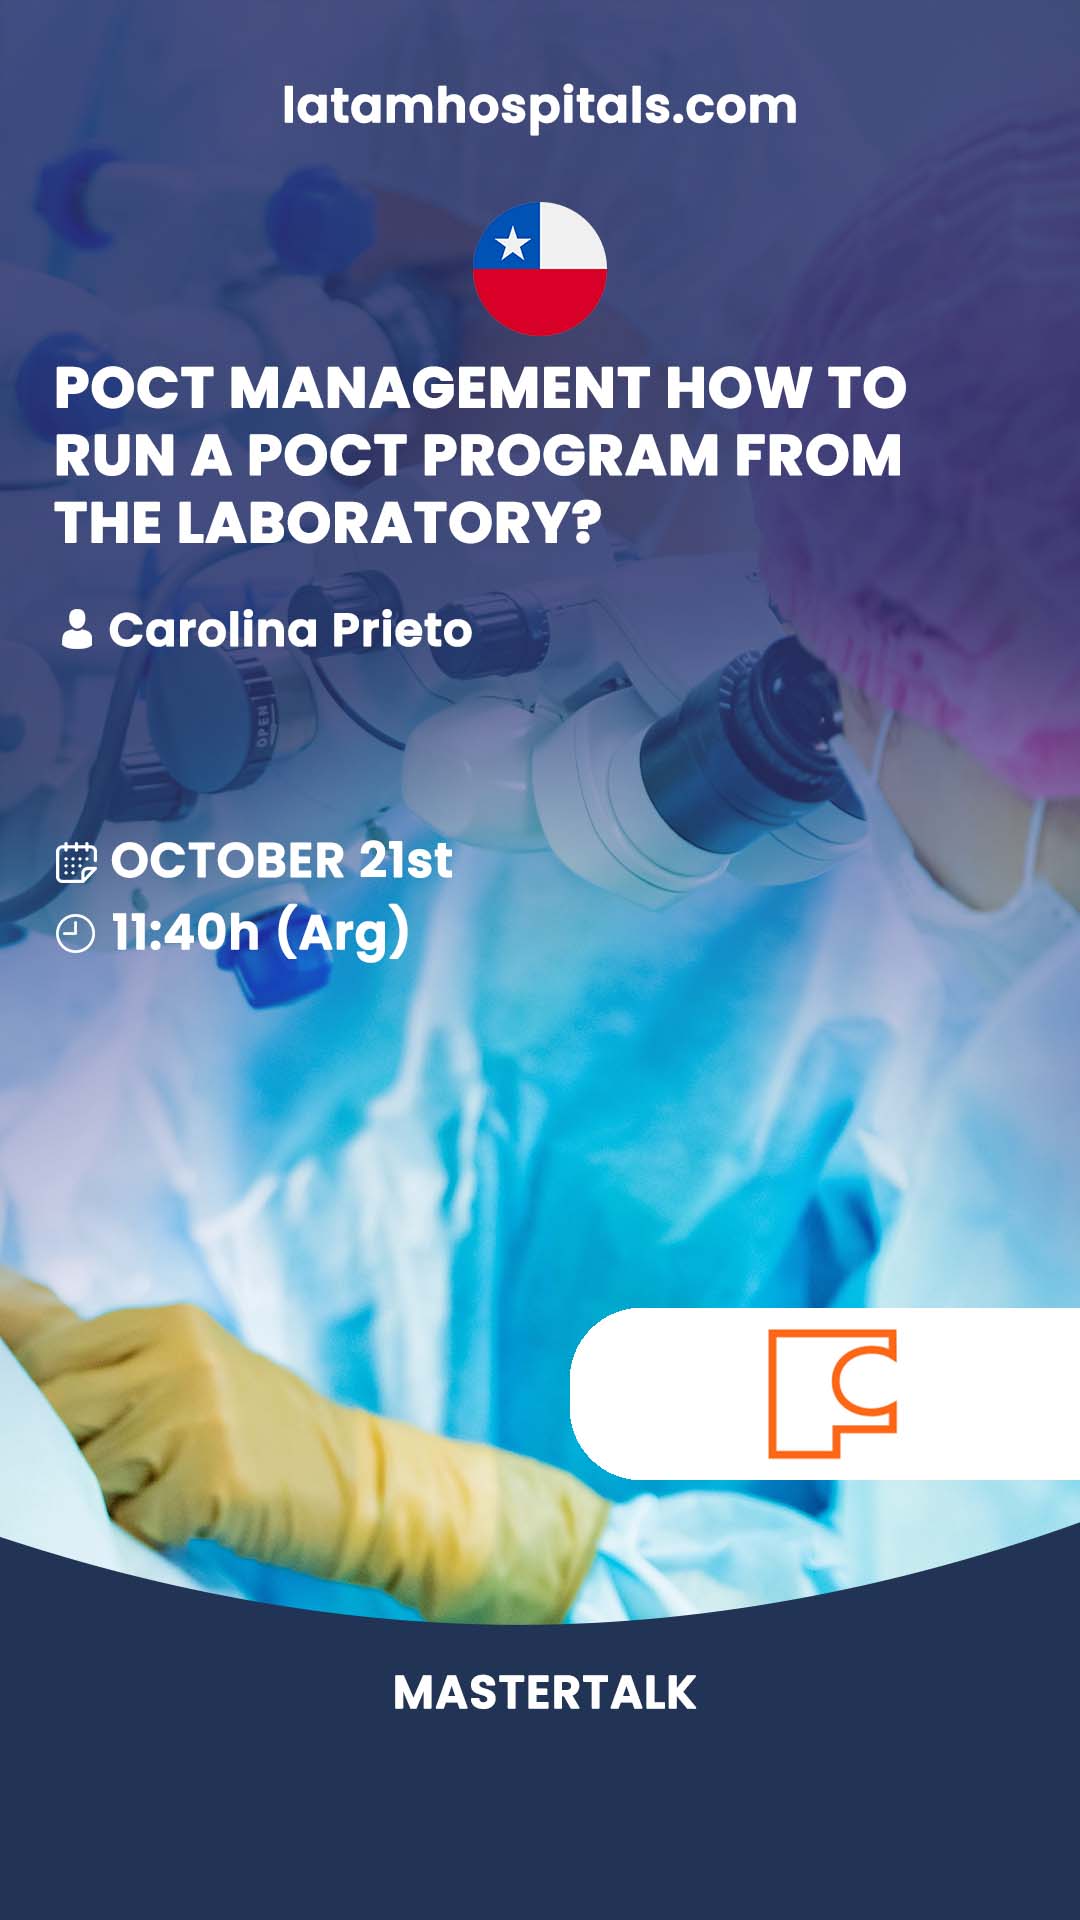 latamhospitals.com
POCT MANAGEMENT HOW TO
RUN A POCT PROGRAM FROM
THE LABORATORY?
Carolina Prieto
OPEN
OCTOBER 21st
11:40h (Arg)
MASTERTALK